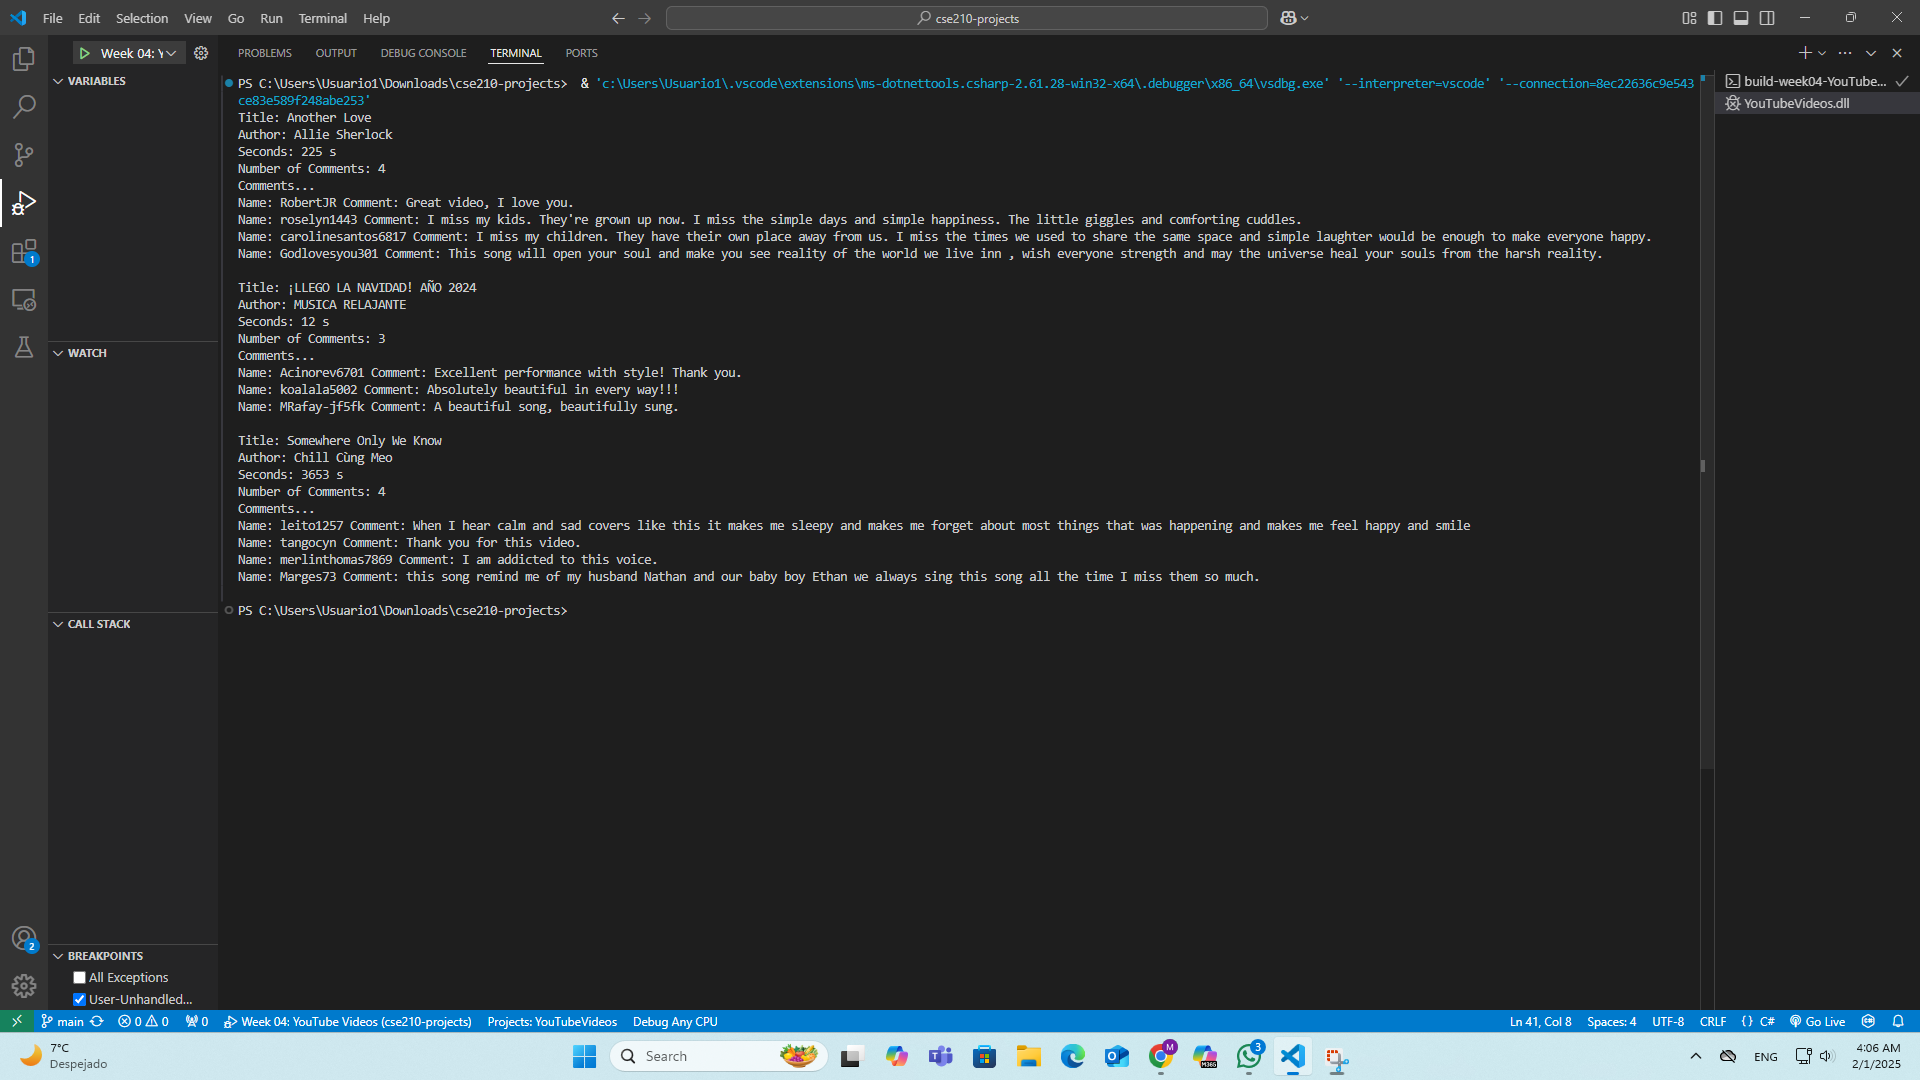 File Edit Selection View Go Run Terminal Help
cse210-projects
Week 04: Y
PROBLEMS OUTPUT DEBUG CONSOLE TERMINAL PORTS
VARIABLES
WATCH
CALL STACK
BREAKPOINTS
All Exceptions
User-Unhandled...
1
2
PS C:\Users\Usuario1\Downloads\cse210-projects> & 'c:\Users\Usuario1\.vscode\extensions\ms-dotnettools.csharp-2.61.28-win32-x64\.debugger\x86_64\vsdbg.exe' '--interpreter=vscode' '--connection=8ec22636c9e543
ce83e589f248abe253'
Title: Another Love
Author: Allie Sherlock
Seconds: 225 s
Number of Comments: 4
Comments...
Name: RobertJR Comment: Great video, I love you.
Name: roselyn1443 Comment: I miss my kids. They're grown up now. I miss the simple days and simple happiness. The little giggles and comforting cuddles.
Name: carolinesantos6817 Comment: I miss my children. They have their own place away from us. I miss the times we used to share the same space and simple laughter would be enough to make everyone happy.
Name: Godlovesyou301 Comment: This song will open your soul and make you see reality of the world we live inn , wish everyone strength and may the universe heal your souls from the harsh reality.
Title: ¡LLEGO LA NAVIDAD! AÑO 2024
Author: MUSICA RELAJANTE
Seconds: 12 s
Number of Comments: 3
Comments...
Name: Acinorev6701 Comment: Excellent performance with style! Thank you.
Name: koalala5002 Comment: Absolutely beautiful in every way!!!
Name: MRafay-jf5fk Comment: A beautiful song, beautifully sung.
Title: Somewhere Only We Know
Author: Chill Cùng Meo
Seconds: 3653 s
Number of Comments: 4
Comments...
Name: leito1257 Comment: When I hear calm and sad covers like this it makes me sleepy and makes me forget about most things that was happening and makes me feel happy and smile
Name: tangocyn Comment: Thank you for this video.
Name: merlinthomas7869 Comment: I am addicted to this voice.
Name: Marges73 Comment: this song remind me of my husband Nathan and our baby boy Ethan we always sing this song all the time I miss them so much.
PS C:\Users\Usuario1\Downloads\cse210-projects>
build-week04-YouTube...
YouTubeVideos.dll
main 0 0 0 Week 04: YouTube Videos (cse210-projects) Projects: YouTubeVideos Debug Any CPU Ln 41, Col 8 Spaces: 4 UTF-8 CRLF {} C# Go Live
7°C
Despejado
Search
M
M365
3
ENG
4:06 AM
2/1/2025